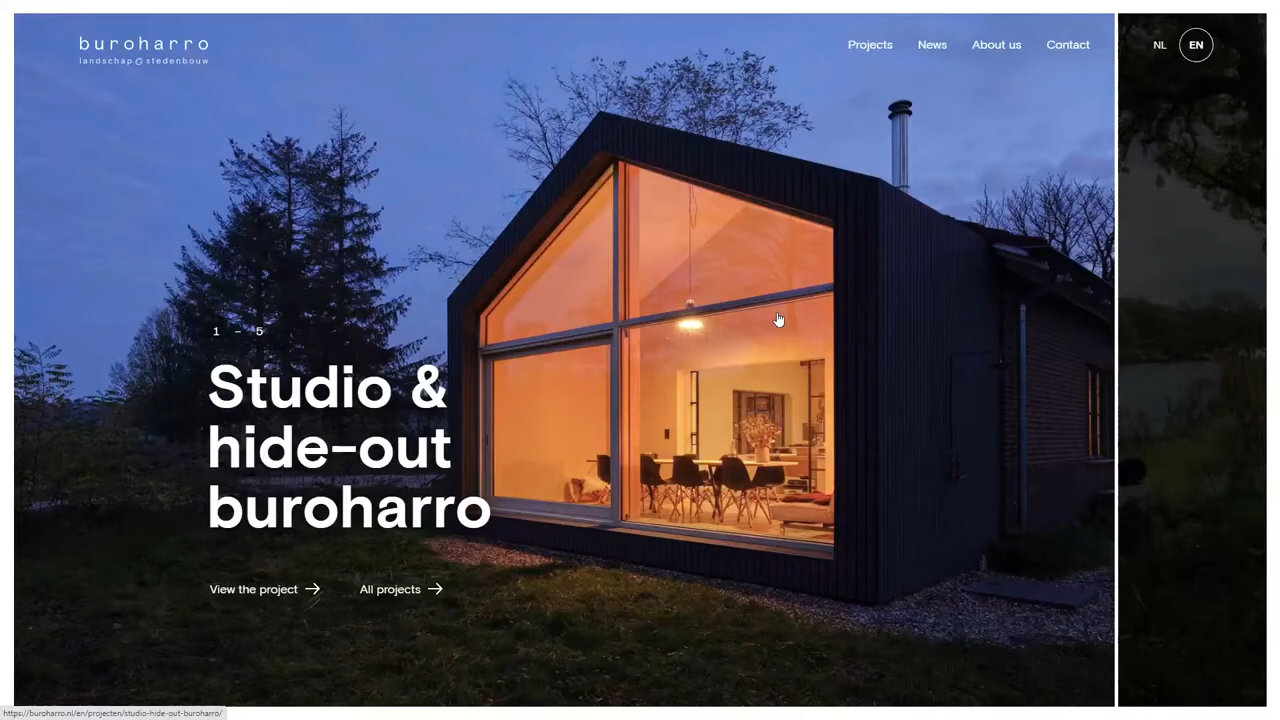 buroharro
landschap & stedenbouw
Projects
News
About us
Contact
NL
EN
1 – 5
Studio &
hide-out
buroharro
View the project →
All projects →
https://buroharro.nl/en/projecten/studio-hide-out-buroharro/